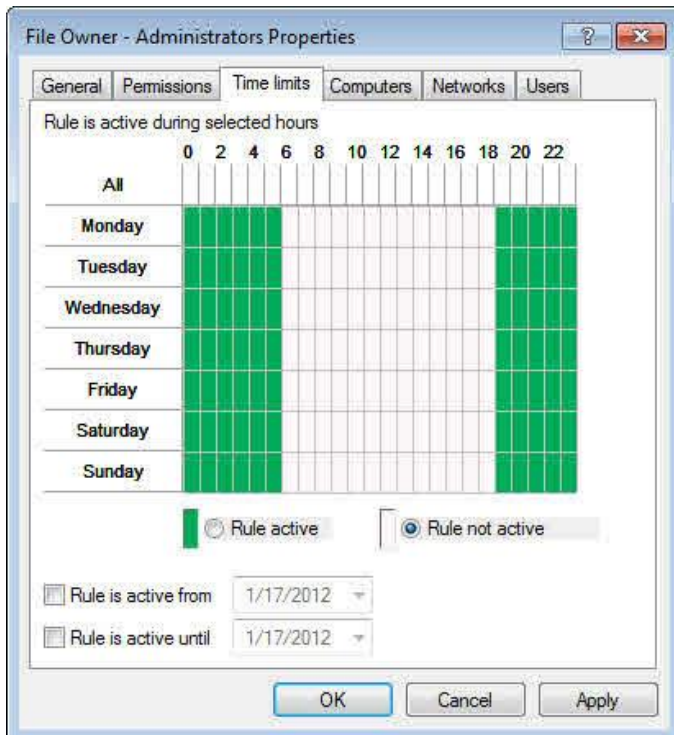 File Owner - Administrators Properties
General Permissions Time limits Computers Networks Users
Rule is active during selected hours
0 2 4 6 8 10 12 14 16 18 20 22
All
Monday
Tuesday
Wednesday
Thursday
Friday
Saturday
Sunday
Rule active Rule not active
Rule is active from 1/17/2012
Rule is active until 1/17/2012
OK Cancel Apply